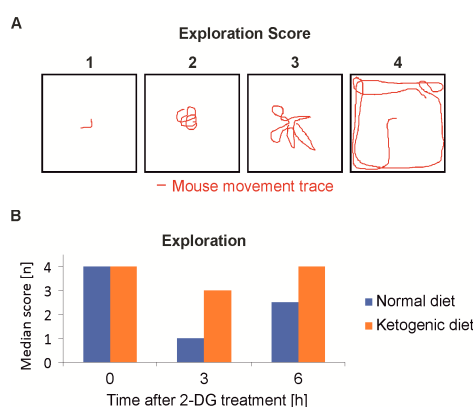 A
Exploration Score
1 2 3 4
– Mouse movement trace
B
Exploration
Median score [n]
4
3
2
1
0
0 3 6
Time after 2-DG treatment [h]
Normal diet
Ketogenic diet